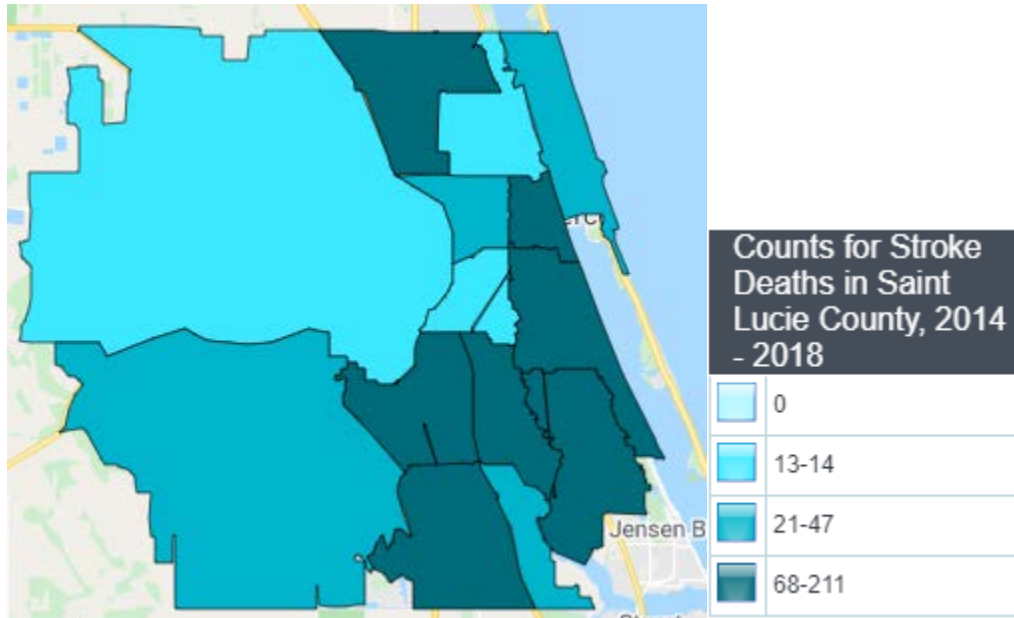 Jensen B
Counts for Stroke
Deaths in Saint
Lucie County, 2014
- 2018
0
13-14
21-47
68-211